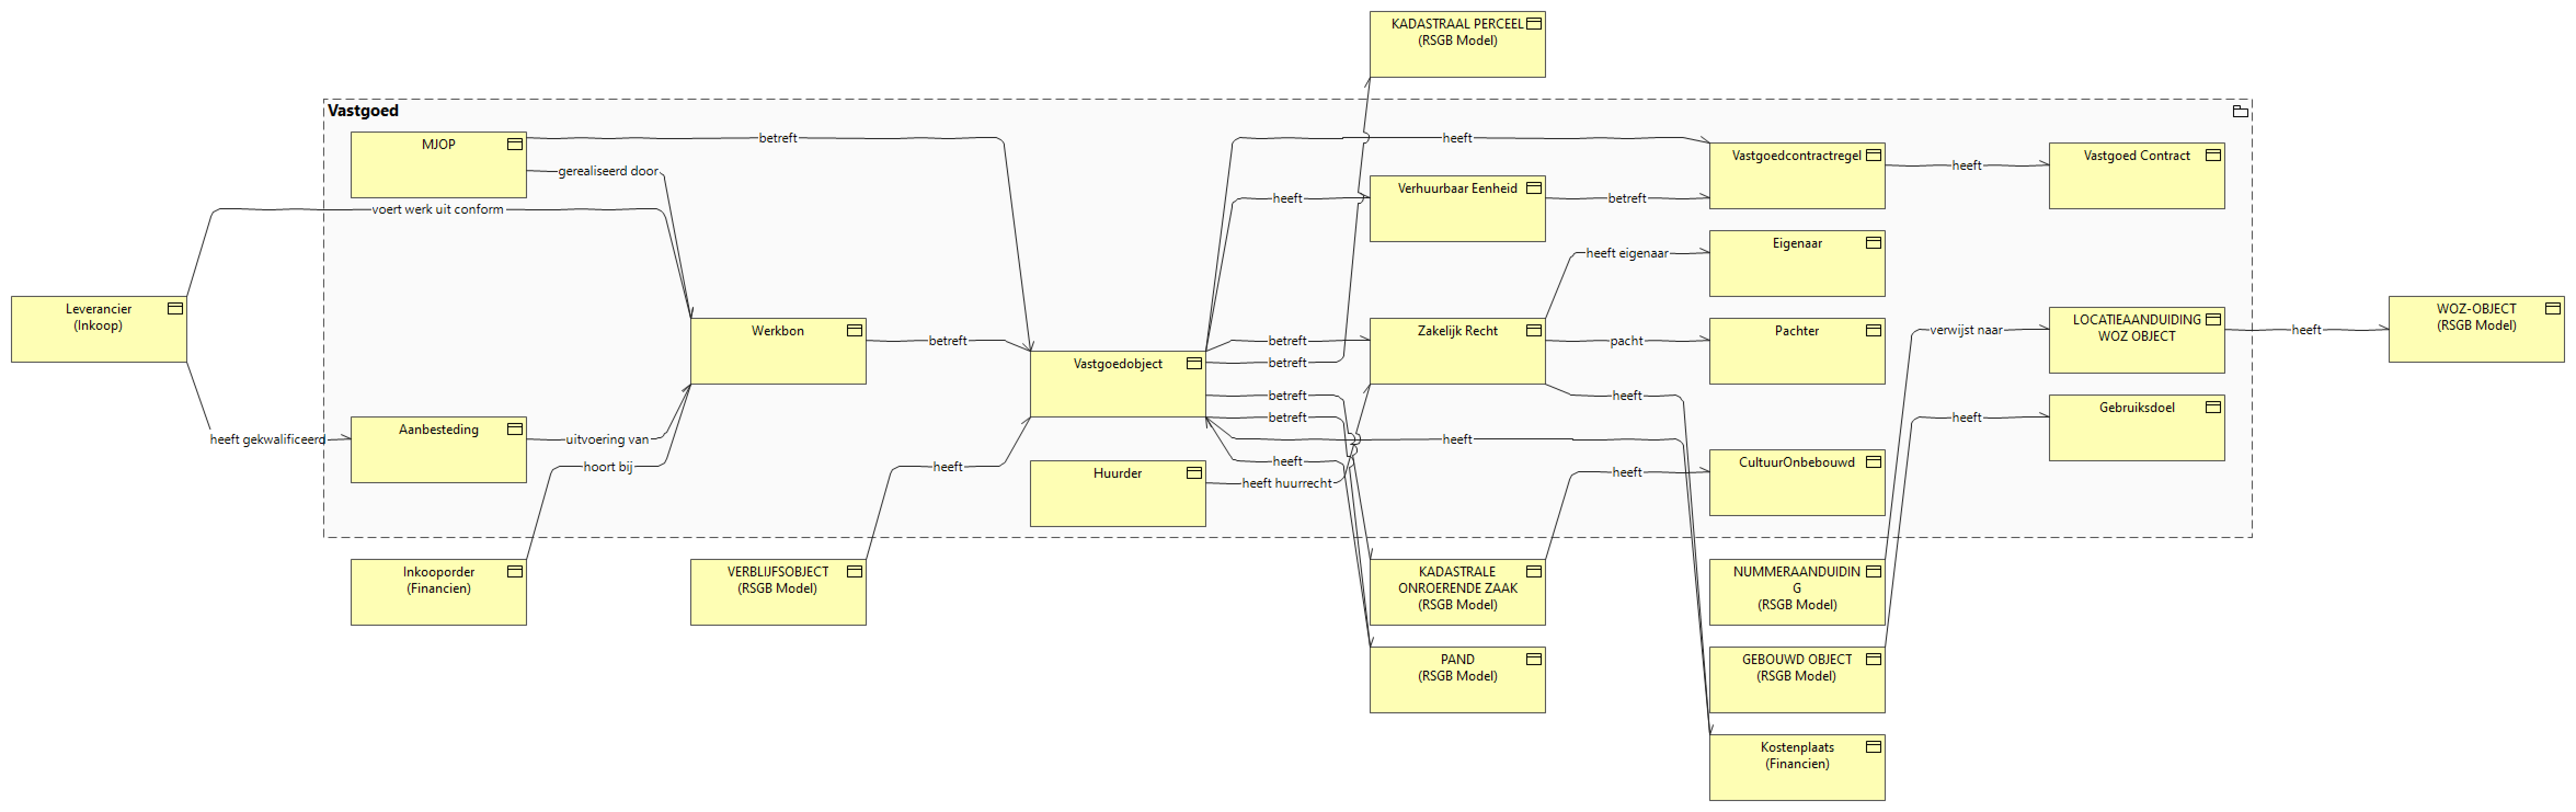 KADASTRAAL PERCEEL
(RSGB Model)
Vastgoed
MJOP
betreft
heeft
Vastgoedcontractregel
heeft
Vastgoed Contract
gerealiseerd door
Verhuurbaar Eenheid
heeft
betreft
voert werk uit conform
Eigenaar
heeft eigenaar
Leverancier
(Inkoop)
Werkbon
betreft
Vastgoedobject
betreft
betreft
Zakelijk Recht
pacht
Pachter
verwijst naar
LOCATIEAANDUIDING
WOZ OBJECT
heeft
WOZ-OBJECT
(RSGB Model)
betreft
betreft
heeft
heeft
Gebruiksdoel
heeft gekwalificeerd
Aanbesteding
uitvoering van
heeft
hoort bij
heeft
heeft
Huurder
heeft huurrecht
heeft
CultuurOnbebouwd
Inkooporder
(Financien)
VERBLIJFSOBJECT
(RSGB Model)
KADASTRALE
ONROERENDE ZAAK
(RSGB Model)
NUMMERAANDUIDIN
G
(RSGB Model)
PAND
(RSGB Model)
GEBOUWD OBJECT
(RSGB Model)
Kostenplaats
(Financien)